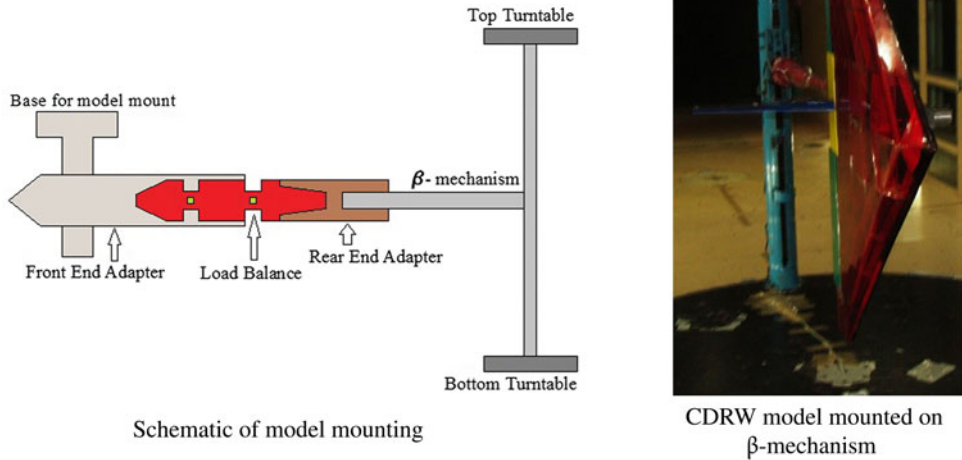 Top Turntable
Base for model mount
β- mechanism
Front End Adapter
Load Balance
Rear End Adapter
Bottom Turntable
Schematic of model mounting
CDRW model mounted on
β-mechanism